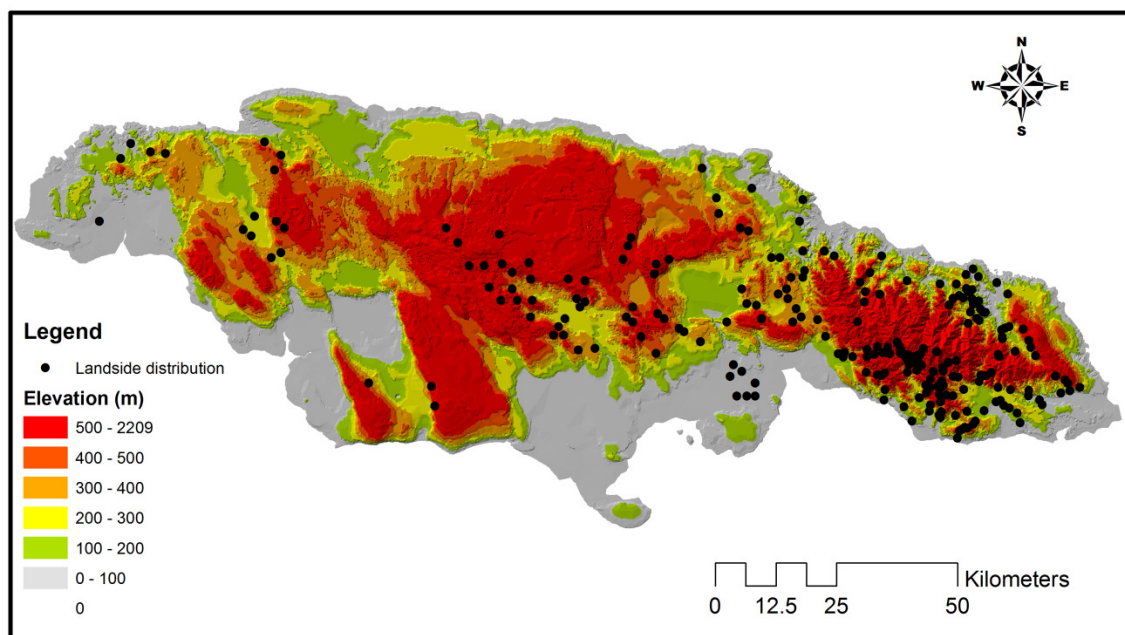 N
W E
S
Legend
Landside distribution
Elevation (m)
500 - 2209
400 - 500
300 - 400
200 - 300
100 - 200
0 - 100
0
Kilometers
0 12.5 25 50